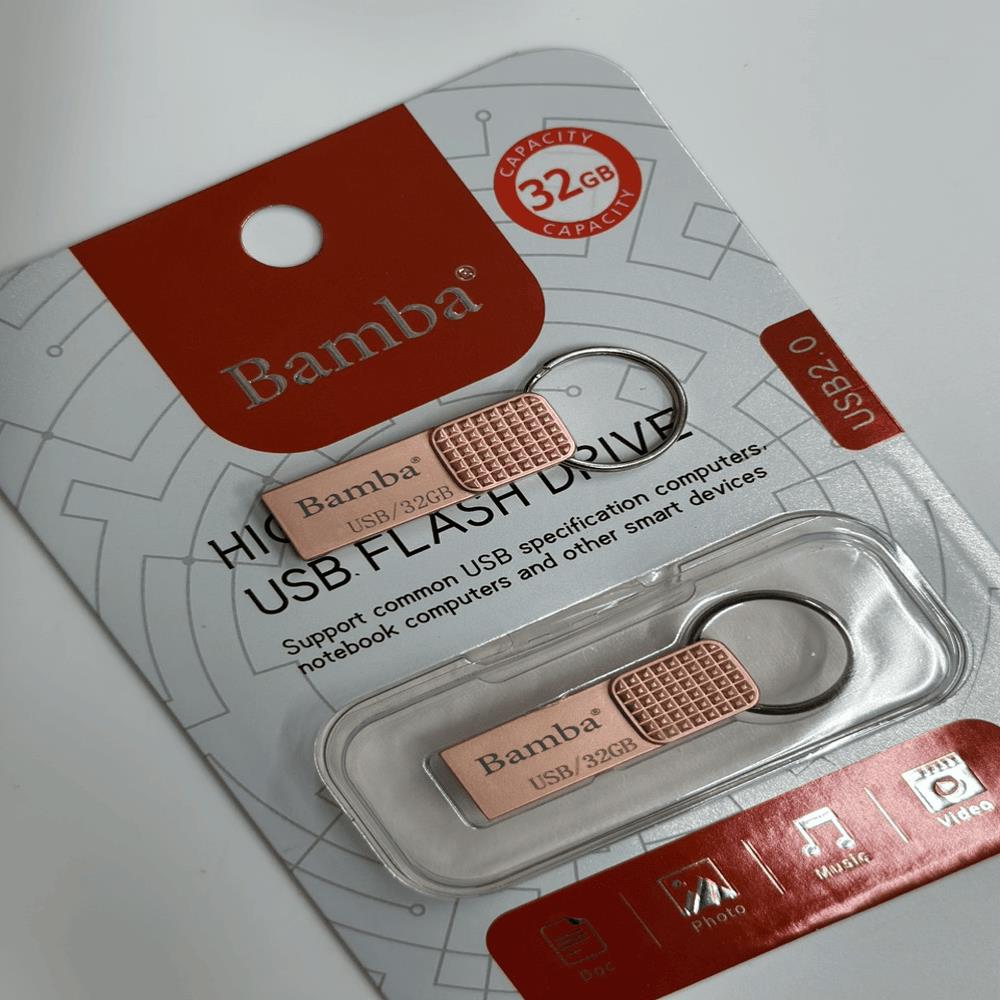 CAPACITY
32GB
CAPACITY
Bamba®
USB2.0
Bamba®
USB/32GB
USB FLASH DRIVE
Support common USB specification computers,
notebook computers and other smart devices
Bamba®
USB/32GB
Doc
Photo
Music
Video